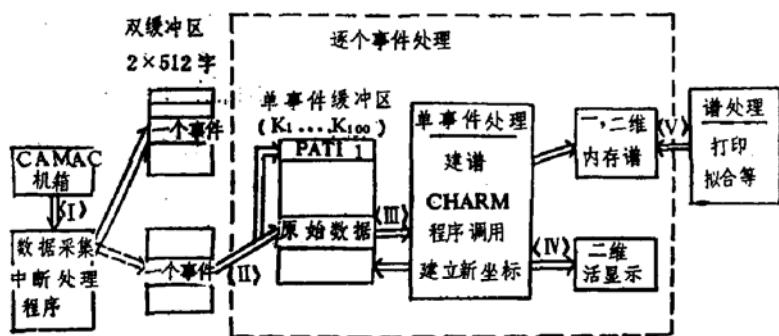 双缓冲区
2×512字
逐个事件处理
单事件缓冲区
(K1....,K100)
PATI 1
原始数据
一个事件
一个事件
CAMAC
机箱
(I)
数据采集
中断处理
程序
(II)
(III)
单事件处理
建谱
CHARM
程序调用
建立新坐标
(IV)
一,二维
内存谱
(V)
二维
活显示
谱处理
打印
拟合等